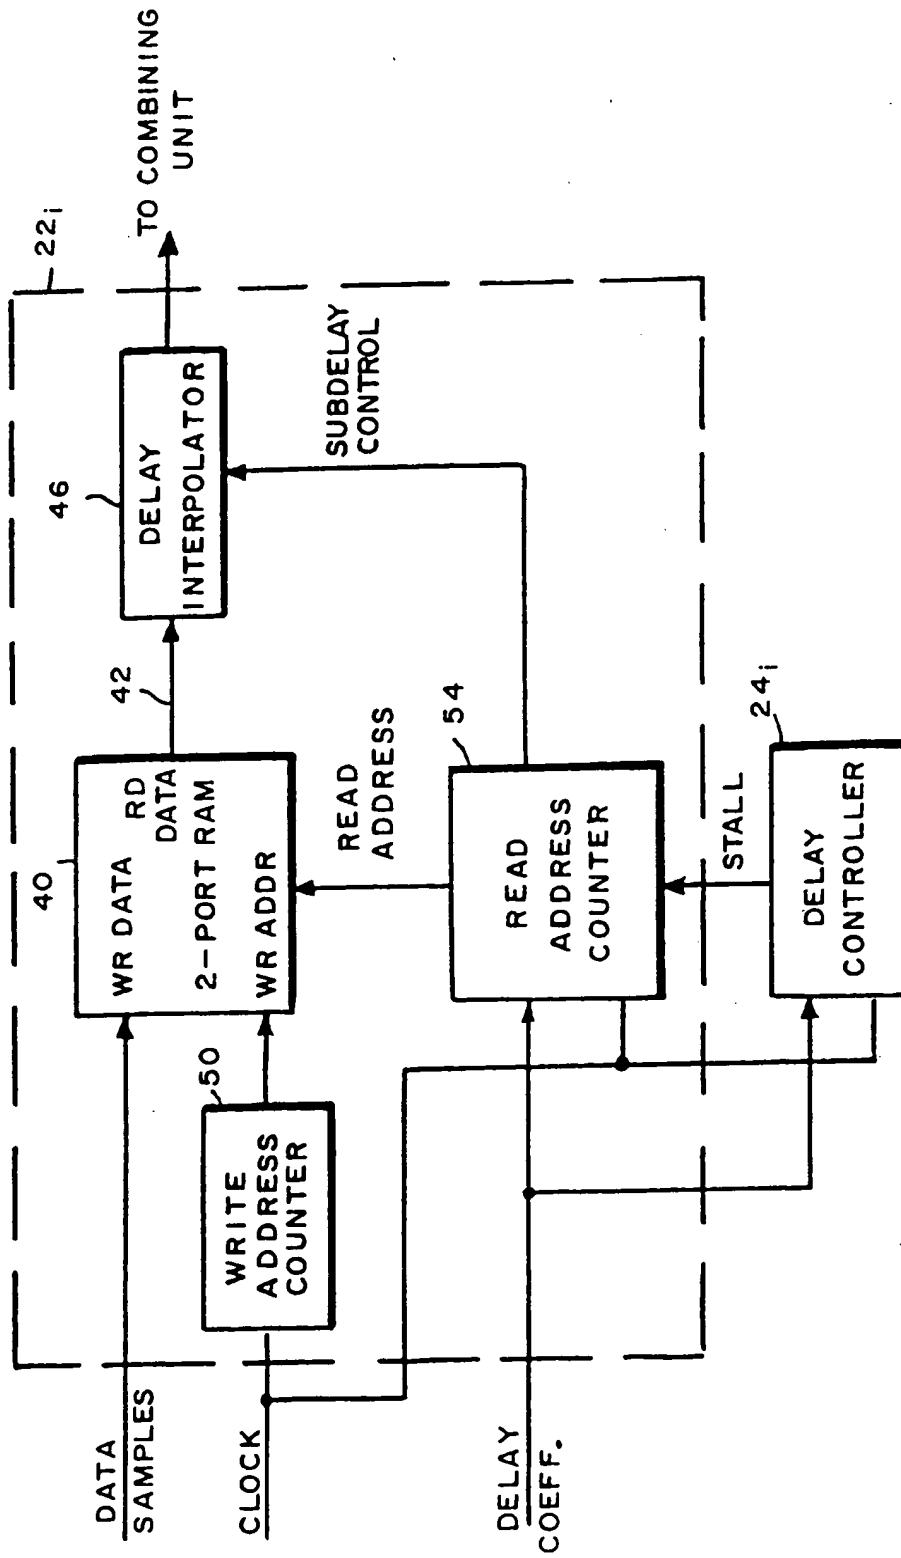 DATA
SAMPLES
CLOCK
DELAY
COEFF.
WRITE
ADDRESS
COUNTER
50
40
WR DATA
RD
DATA
2-PORT RAM
WR ADDR
42
46
DELAY
INTERPOLATOR
22i
TO COMBINING
UNIT
READ
ADDRESS
SUBDELAY
CONTROL
54
READ
ADDRESS
COUNTER
STALL
24i
DELAY
CONTROLLER